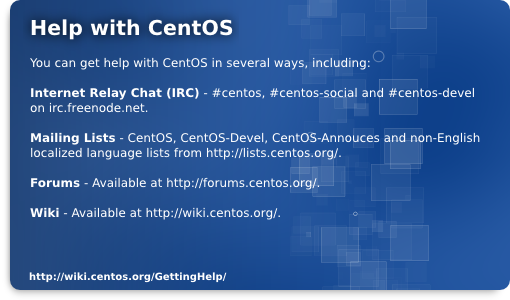 Help with CentOS
You can get help with CentOS in several ways, including:
Internet Relay Chat (IRC) - #centos, #centos-social and #centos-devel
on irc.freenode.net.
Mailing Lists - CentOS, CentOS-Devel, CentOS-Annouces and non-English
localized language lists from http://lists.centos.org/.
Forums - Available at http://forums.centos.org/.
Wiki - Available at http://wiki.centos.org/.
http://wiki.centos.org/GettingHelp/